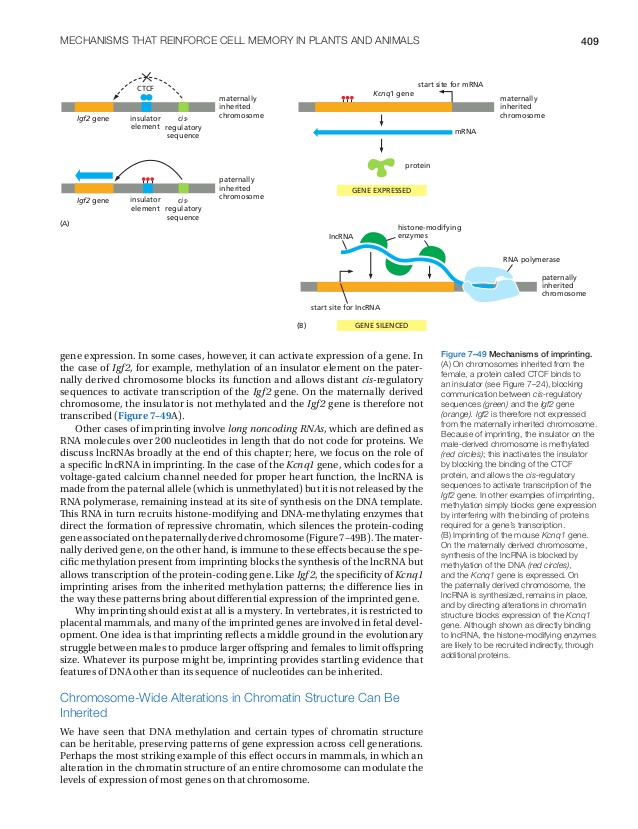 MECHANISMS THAT REINFORCE CELL MEMORY IN PLANTS AND ANIMALS
409
CTCF
Igf2 gene
insulator
element
cis-
regulatory
sequence
maternally
inherited
chromosome
Igf2 gene
insulator
element
cis-
regulatory
sequence
paternally
inherited
chromosome
(A)
Kcnq1 gene
start site for mRNA
maternally
inherited
chromosome
mRNA
protein
GENE EXPRESSED
lncRNA
histone-modifying
enzymes
RNA polymerase
paternally
inherited
chromosome
start site for lncRNA
(B)
GENE SILENCED
gene expression. In some cases, however, it can activate expression of a gene. In
the case of Igf2, for example, methylation of an insulator element on the pater-
nally derived chromosome blocks its function and allows distant cis-regulatory
sequences to activate transcription of the Igf2 gene. On the maternally derived
chromosome, the insulator is not methylated and the Igf2 gene is therefore not
transcribed (Figure 7–49A).
Other cases of imprinting involve long noncoding RNAs, which are defined as
RNA molecules over 200 nucleotides in length that do not code for proteins. We
discuss lncRNAs broadly at the end of this chapter; here, we focus on the role of
a specific lncRNA in imprinting. In the case of the Kcnq1 gene, which codes for a
voltage-gated calcium channel needed for proper heart function, the lncRNA is
made from the paternal allele (which is unmethylated) but it is not released by the
RNA polymerase, remaining instead at its site of synthesis on the DNA template.
This RNA in turn recruits histone-modifying and DNA-methylating enzymes that
direct the formation of repressive chromatin, which silences the protein-coding
gene associated on the paternally derived chromosome (Figure 7–49B). The mater-
nally derived gene, on the other hand, is immune to these effects because the spe-
cific methylation present from imprinting blocks the synthesis of the lncRNA but
allows transcription of the protein-coding gene. Like Igf2, the specificity of Kcnq1
imprinting arises from the inherited methylation patterns; the difference lies in
the way these patterns bring about differential expression of the imprinted gene.
Why imprinting should exist at all is a mystery. In vertebrates, it is restricted to
placental mammals, and many of the imprinted genes are involved in fetal devel-
opment. One idea is that imprinting reflects a middle ground in the evolutionary
struggle between males to produce larger offspring and females to limit offspring
size. Whatever its purpose might be, imprinting provides startling evidence that
features of DNA other than its sequence of nucleotides can be inherited.
Chromosome-Wide Alterations in Chromatin Structure Can Be
Inherited
We have seen that DNA methylation and certain types of chromatin structure
can be heritable, preserving patterns of gene expression across cell generations.
Perhaps the most striking example of this effect occurs in mammals, in which an
alteration in the chromatin structure of an entire chromosome can modulate the
levels of expression of most genes on that chromosome.
Figure 7–49 Mechanisms of imprinting.
(A) On chromosomes inherited from the
female, a protein called CTCF binds to
an insulator (see Figure 7–24), blocking
communication between cis-regulatory
sequences (green) and the Igf2 gene
(orange). Igf2 is therefore not expressed
from the maternally inherited chromosome.
Because of imprinting, the insulator on the
male-derived chromosome is methylated
(red circles); this inactivates the insulator
by blocking the binding of the CTCF
protein, and allows the cis-regulatory
sequences to activate transcription of the
Igf2 gene. In other examples of imprinting,
methylation simply blocks gene expression
by interfering with the binding of proteins
required for a gene's transcription.
(B) Imprinting of the mouse Kcnq1 gene.
On the maternally derived chromosome,
synthesis of the lncRNA is blocked by
methylation of the DNA (red circles),
and the Kcnq1 gene is expressed. On
the paternally derived chromosome, the
lncRNA is synthesized, remains in place,
and by directing alterations in chromatin
structure blocks expression of the Kcnq1
gene. Although shown as directly binding
to lncRNA, the histone-modifying enzymes
are likely to be recruited indirectly, through
additional proteins.